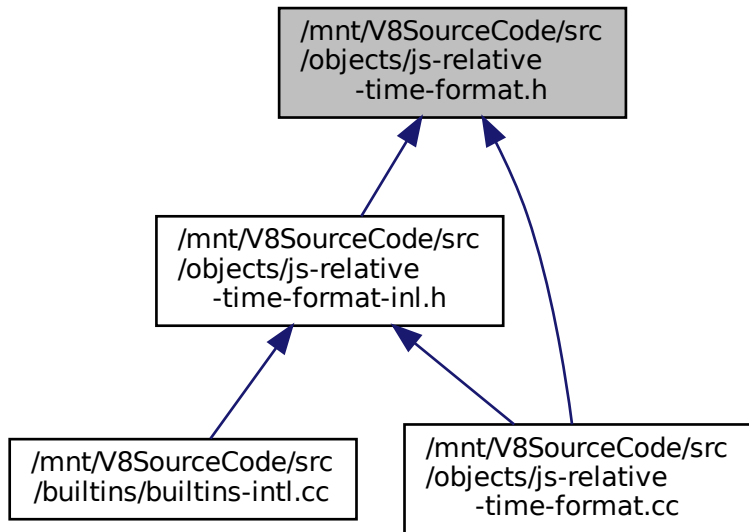 /mnt/V8SourceCode/src
/objects/js-relative
-time-format.h
/mnt/V8SourceCode/src
/objects/js-relative
-time-format-inl.h
/mnt/V8SourceCode/src
/builtins/builtins-intl.cc
/mnt/V8SourceCode/src
/objects/js-relative
-time-format.cc